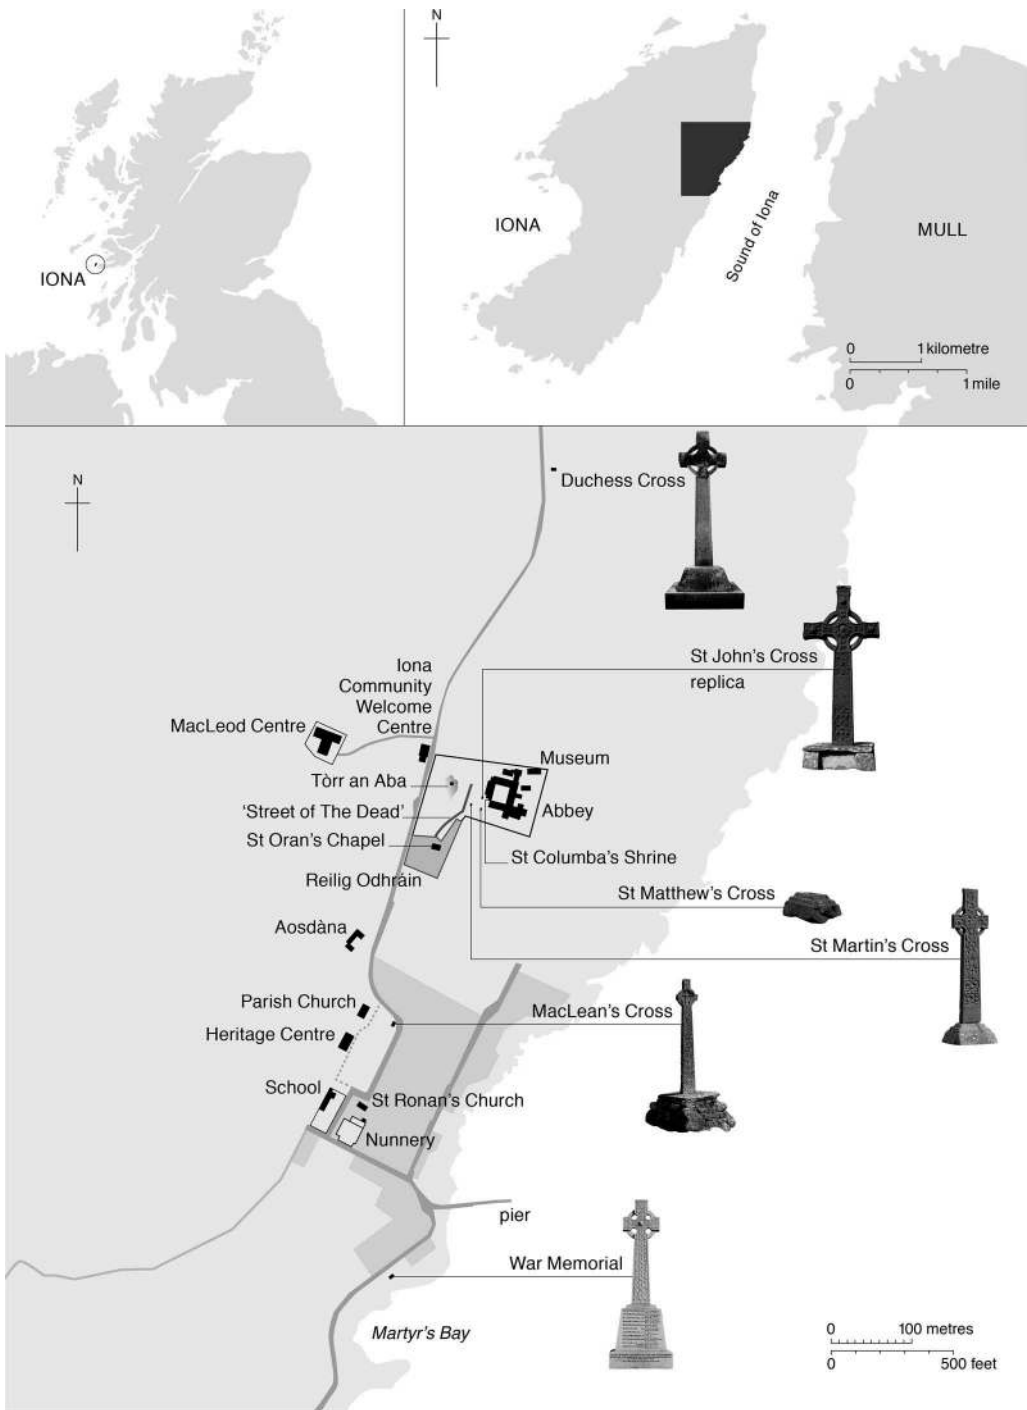 N
IONA
N
IONA
Sound of Iona
MULL
0 1 kilometre
0 1 mile
N
Duchess Cross
St John's Cross
replica
Iona
Community
Welcome
Centre
MacLeod Centre
Museum
Tòrr an Aba
'Street of The Dead'
Abbey
St Oran's Chapel
St Columba's Shrine
Reilig Odhráin
St Matthew's Cross
Aosdàna
St Martin's Cross
Parish Church
MacLean's Cross
Heritage Centre
School
St Ronan's Church
Nunnery
pier
War Memorial
Martyr's Bay
0 100 metres
0 500 feet